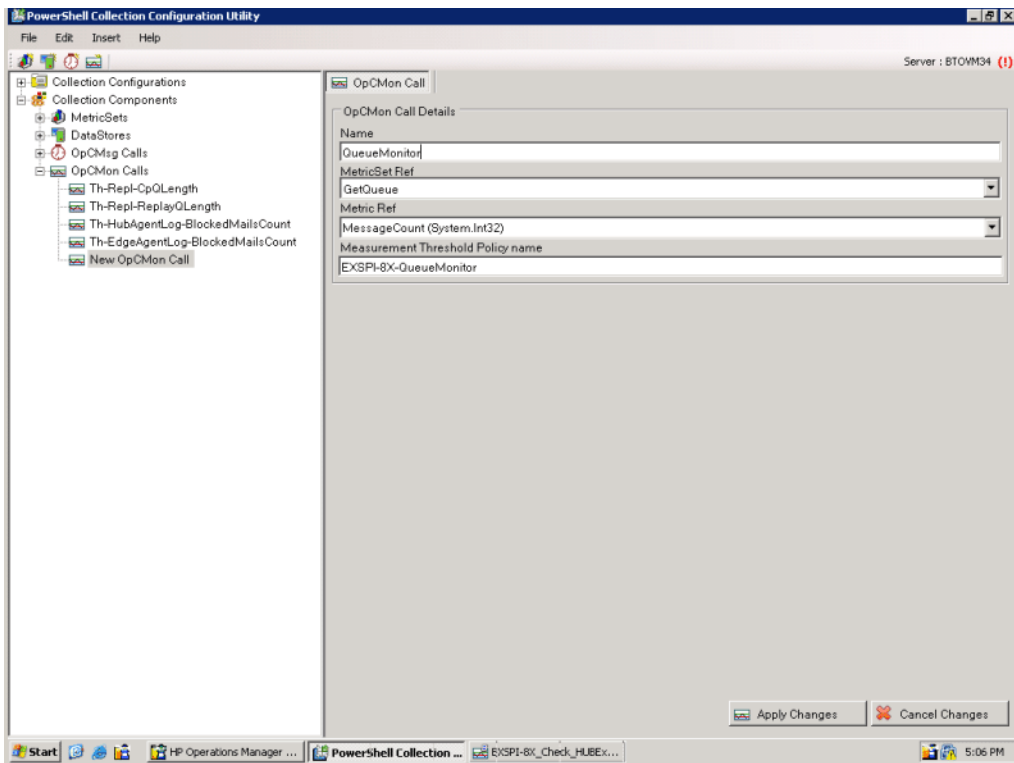 PowerShell Collection Configuration Utility
File Edit Insert Help
Server : BTOVM34 (!)
Collection Configurations
Collection Components
MetricSets
DataStores
OpCMsg Calls
OpCMon Calls
Th-Repl-CpQLength
Th-Repl-ReplayQLength
Th-HubAgentLog-BlockedMailsCount
Th-EdgeAgentLog-BlockedMailsCount
New OpCMon Call
OpCMon Call
OpCMon Call Details
Name
QueueMonitor
MetricSet Ref
GetQueue
Metric Ref
MessageCount (System.Int32)
Measurement Threshold Policy name
EXSPI-8X-QueueMonitor
Apply Changes Cancel Changes
Start HP Operations Manager ... PowerShell Collection ... EXSPI-8X_Check_HUBEx... 5:06 PM